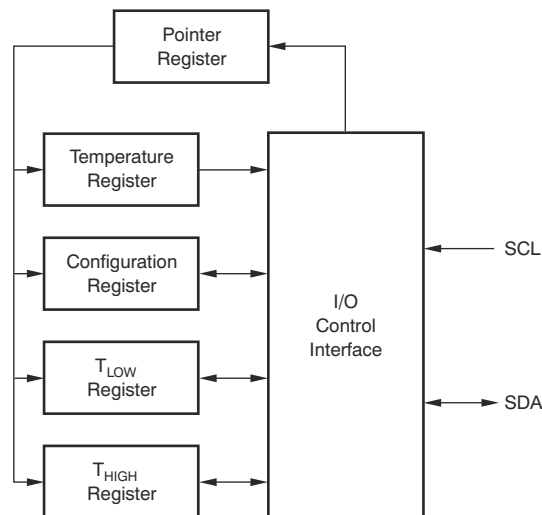 Pointer
Register
Temperature
Register
Configuration
Register
I/O
Control
Interface
SCL
SDA
TLOW
Register
THIGH
Register